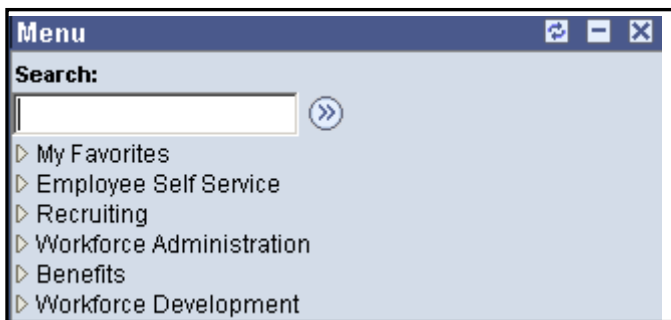 Menu
Search:
My Favorites
Employee Self Service
Recruiting
Workforce Administration
Benefits
Workforce Development